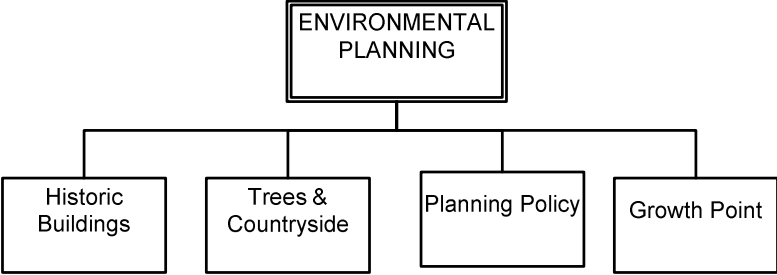 ENVIRONMENTAL
PLANNING
Historic
Buildings
Trees &
Countryside
Planning Policy
Growth Point